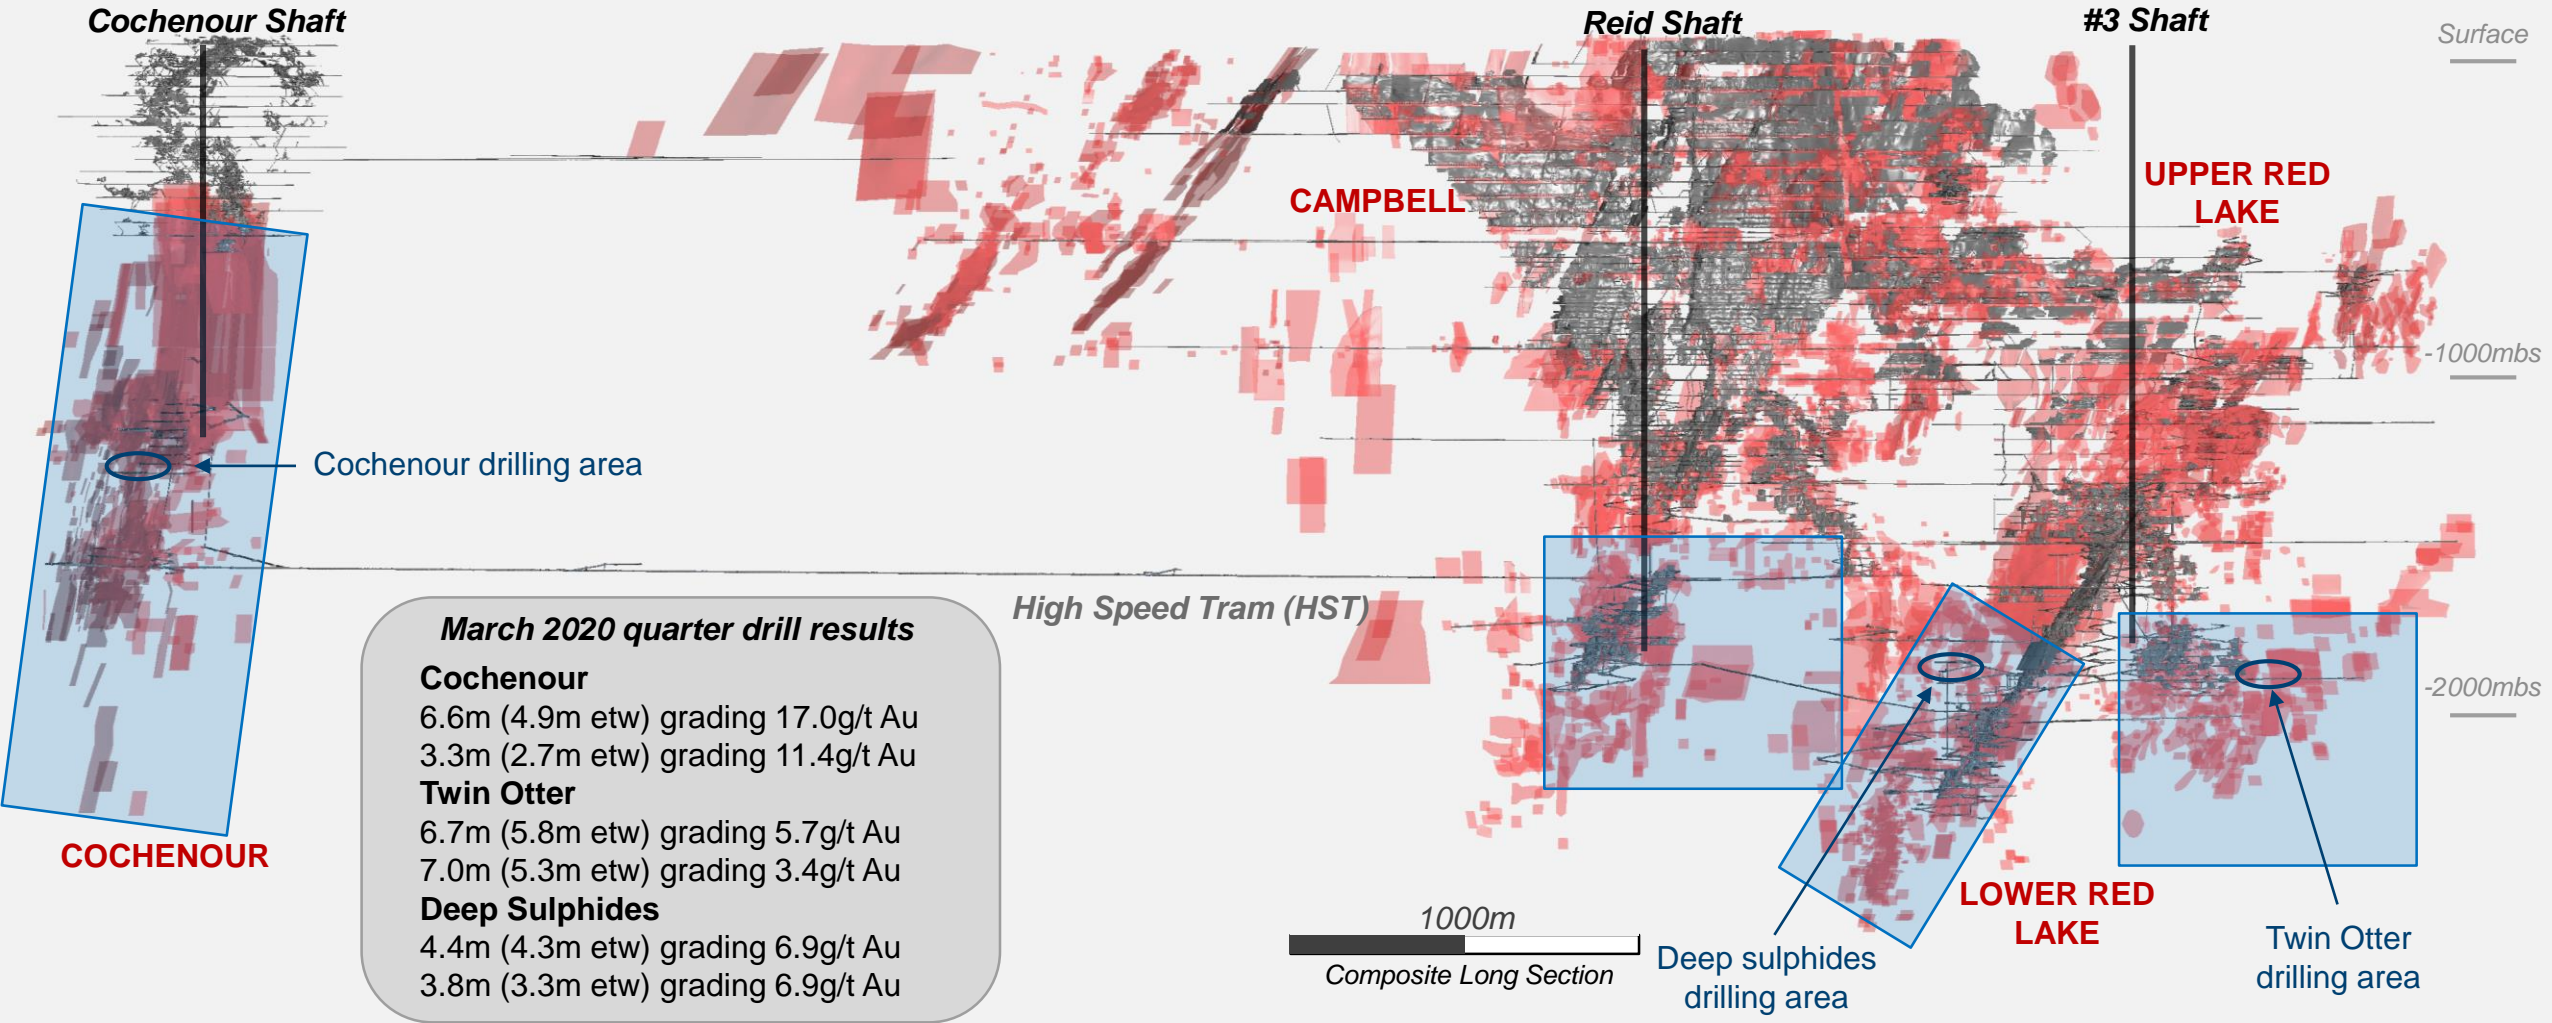 Cochenour Shaft
Reid Shaft
#3 Shaft
Surface
UPPER RED
LAKE
CAMPBELL
-1000mbs
Cochenour drilling area
High Speed Tram (HST)
-2000mbs
March 2020 quarter drill results
Cochenour
6.6m (4.9m etw) grading 17.0g/t Au
3.3m (2.7m etw) grading 11.4g/t Au
Twin Otter
6.7m (5.8m etw) grading 5.7g/t Au
7.0m (5.3m etw) grading 3.4g/t Au
Deep Sulphides
4.4m (4.3m etw) grading 6.9g/t Au
3.8m (3.3m etw) grading 6.9g/t Au
COCHENOUR
LOWER RED
LAKE
1000m
Composite Long Section
Deep sulphides
drilling area
Twin Otter
drilling area